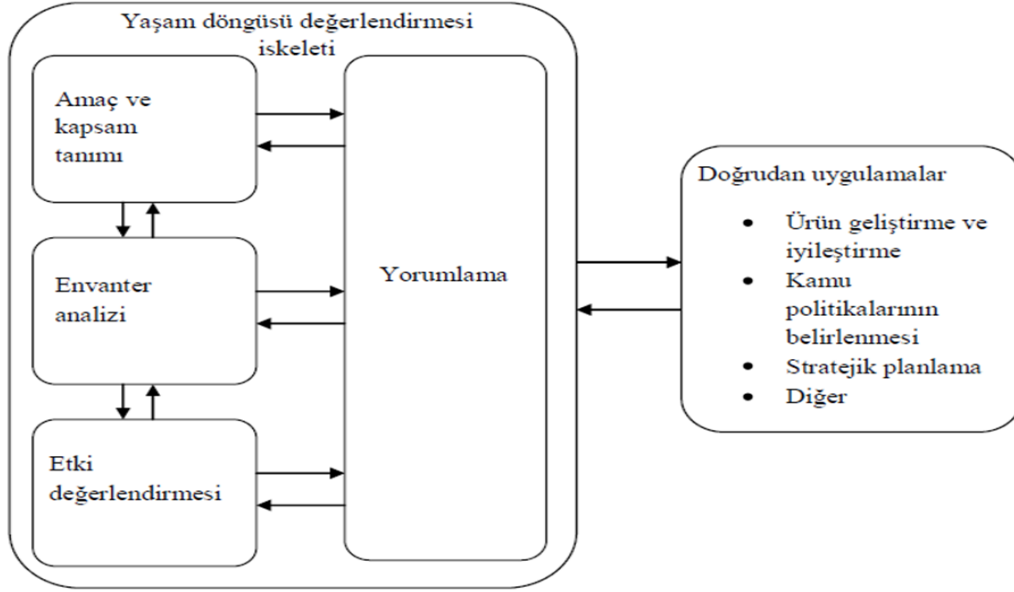 Yaşam döngüsü değerlendirmesi
iskeleti
Amaç ve
kapsam
tanımı
Envanter
analizi
Etki
değerlendirmesi
Yorumlama
Doğrudan uygulamalar
• Ürün geliştirme ve
iyileştirme
• Kamu
politikalarının
belirlenmesi
• Stratejik planlama
• Diğer